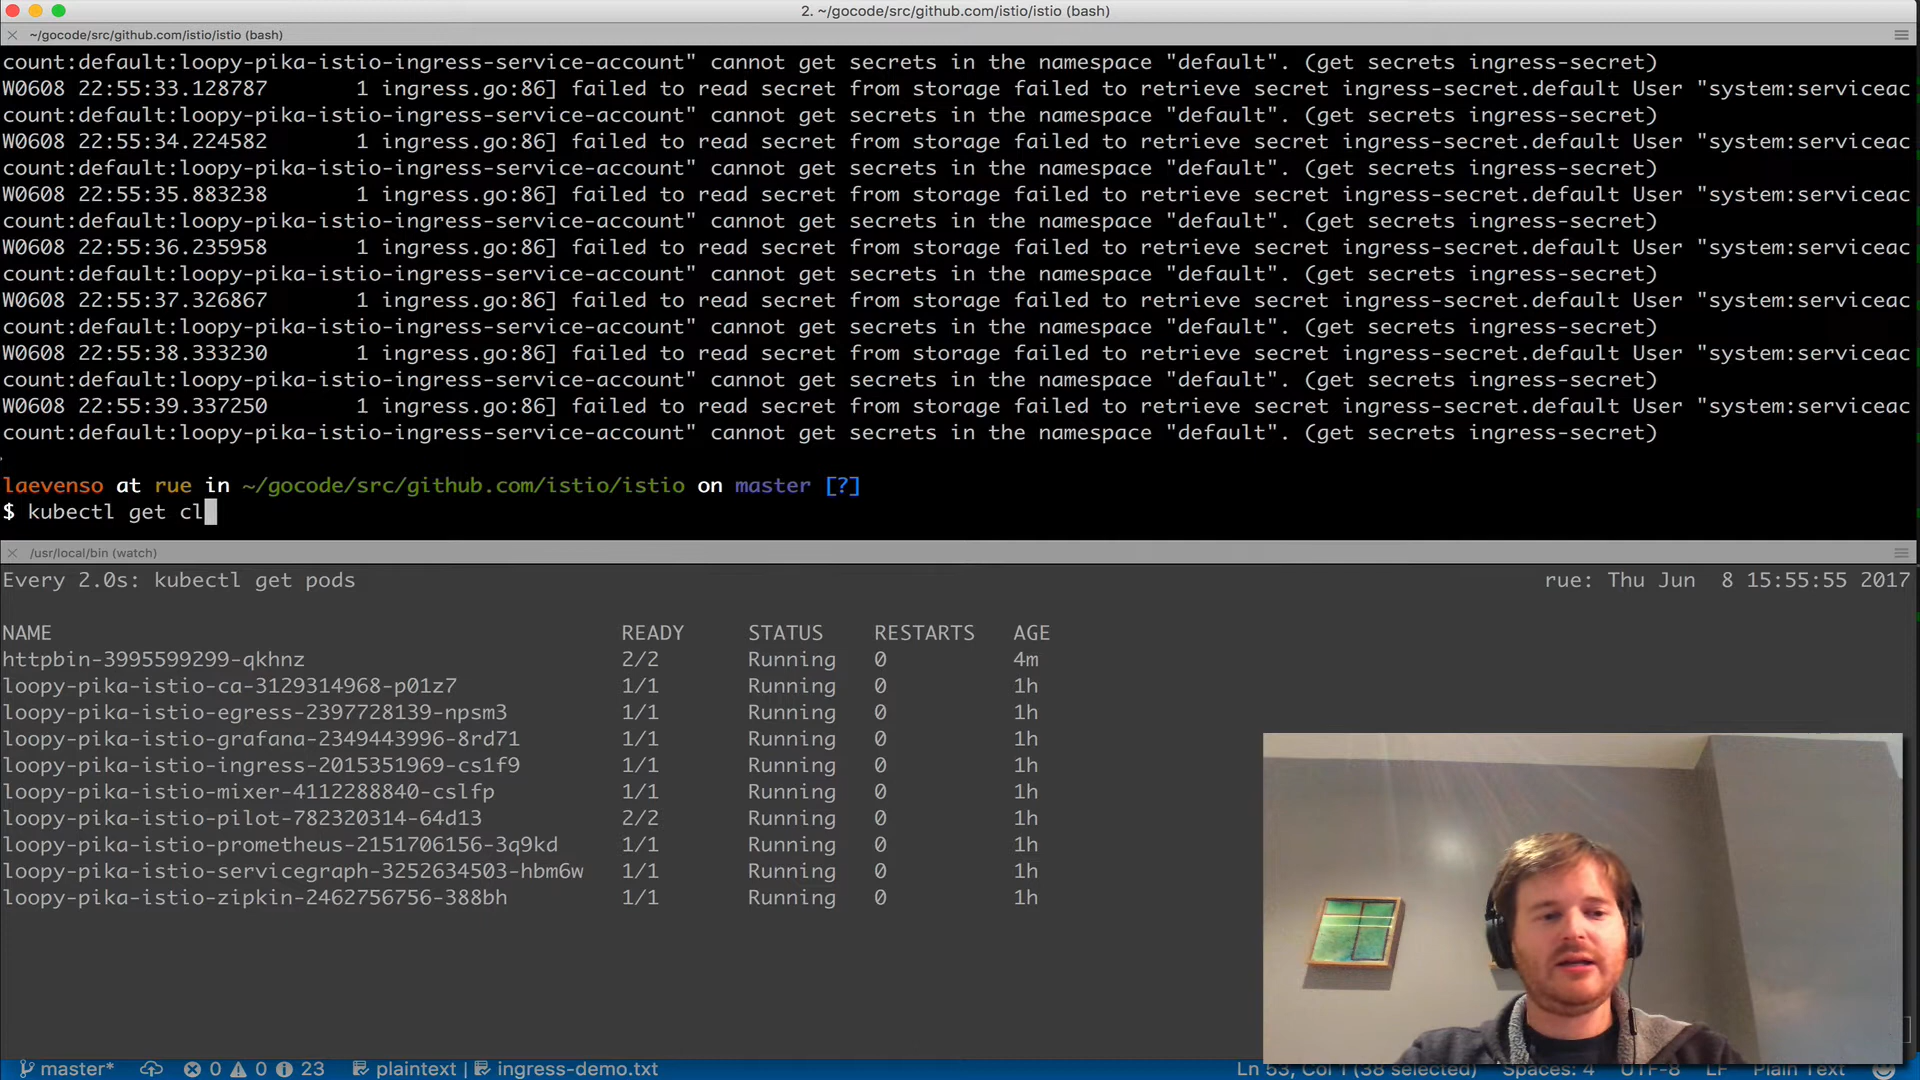 2. ~/gocode/src/github.com/istio/istio (bash)
~/gocode/src/github.com/istio/istio (bash)
count:default:loopy-pika-istio-ingress-service-account" cannot get secrets in the namespace "default". (get secrets ingress-secret)
W0608 22:55:33.128787       1 ingress.go:86] failed to read secret from storage failed to retrieve secret ingress-secret.default User "system:serviceac
count:default:loopy-pika-istio-ingress-service-account" cannot get secrets in the namespace "default". (get secrets ingress-secret)
W0608 22:55:34.224582       1 ingress.go:86] failed to read secret from storage failed to retrieve secret ingress-secret.default User "system:serviceac
count:default:loopy-pika-istio-ingress-service-account" cannot get secrets in the namespace "default". (get secrets ingress-secret)
W0608 22:55:35.883238       1 ingress.go:86] failed to read secret from storage failed to retrieve secret ingress-secret.default User "system:serviceac
count:default:loopy-pika-istio-ingress-service-account" cannot get secrets in the namespace "default". (get secrets ingress-secret)
W0608 22:55:36.235958       1 ingress.go:86] failed to read secret from storage failed to retrieve secret ingress-secret.default User "system:serviceac
count:default:loopy-pika-istio-ingress-service-account" cannot get secrets in the namespace "default". (get secrets ingress-secret)
W0608 22:55:37.326867       1 ingress.go:86] failed to read secret from storage failed to retrieve secret ingress-secret.default User "system:serviceac
count:default:loopy-pika-istio-ingress-service-account" cannot get secrets in the namespace "default". (get secrets ingress-secret)
W0608 22:55:38.333230       1 ingress.go:86] failed to read secret from storage failed to retrieve secret ingress-secret.default User "system:serviceac
count:default:loopy-pika-istio-ingress-service-account" cannot get secrets in the namespace "default". (get secrets ingress-secret)
W0608 22:55:39.337250       1 ingress.go:86] failed to read secret from storage failed to retrieve secret ingress-secret.default User "system:serviceac
count:default:loopy-pika-istio-ingress-service-account" cannot get secrets in the namespace "default". (get secrets ingress-secret)
laevenso at rue in ~/gocode/src/github.com/istio/istio on master [?]
$ kubectl get cl
/usr/local/bin (watch)
Every 2.0s: kubectl get pods rue: Thu Jun  8 15:55:55 2017
NAME READY STATUS RESTARTS AGE
httpbin-3995599299-qkhnz 2/2 Running 0 4m
loopy-pika-istio-ca-3129314968-p01z7 1/1 Running 0 1h
loopy-pika-istio-egress-2397728139-npsm3 1/1 Running 0 1h
loopy-pika-istio-grafana-2349443996-8rd71 1/1 Running 0 1h
loopy-pika-istio-ingress-2015351969-cs1f9 1/1 Running 0 1h
loopy-pika-istio-mixer-4112288840-cslfp 1/1 Running 0 1h
loopy-pika-istio-pilot-782320314-64d13 2/2 Running 0 1h
loopy-pika-istio-prometheus-2151706156-3q9kd 1/1 Running 0 1h
loopy-pika-istio-servicegraph-3252634503-hbm6w 1/1 Running 0 1h
loopy-pika-istio-zipkin-2462756756-388bh 1/1 Running 0 1h
master* 0 0 23 plaintext | ingress-demo.txt Ln 53, Col 1 (38 selected) Spaces: 4 UTF-8 LF Plain Text